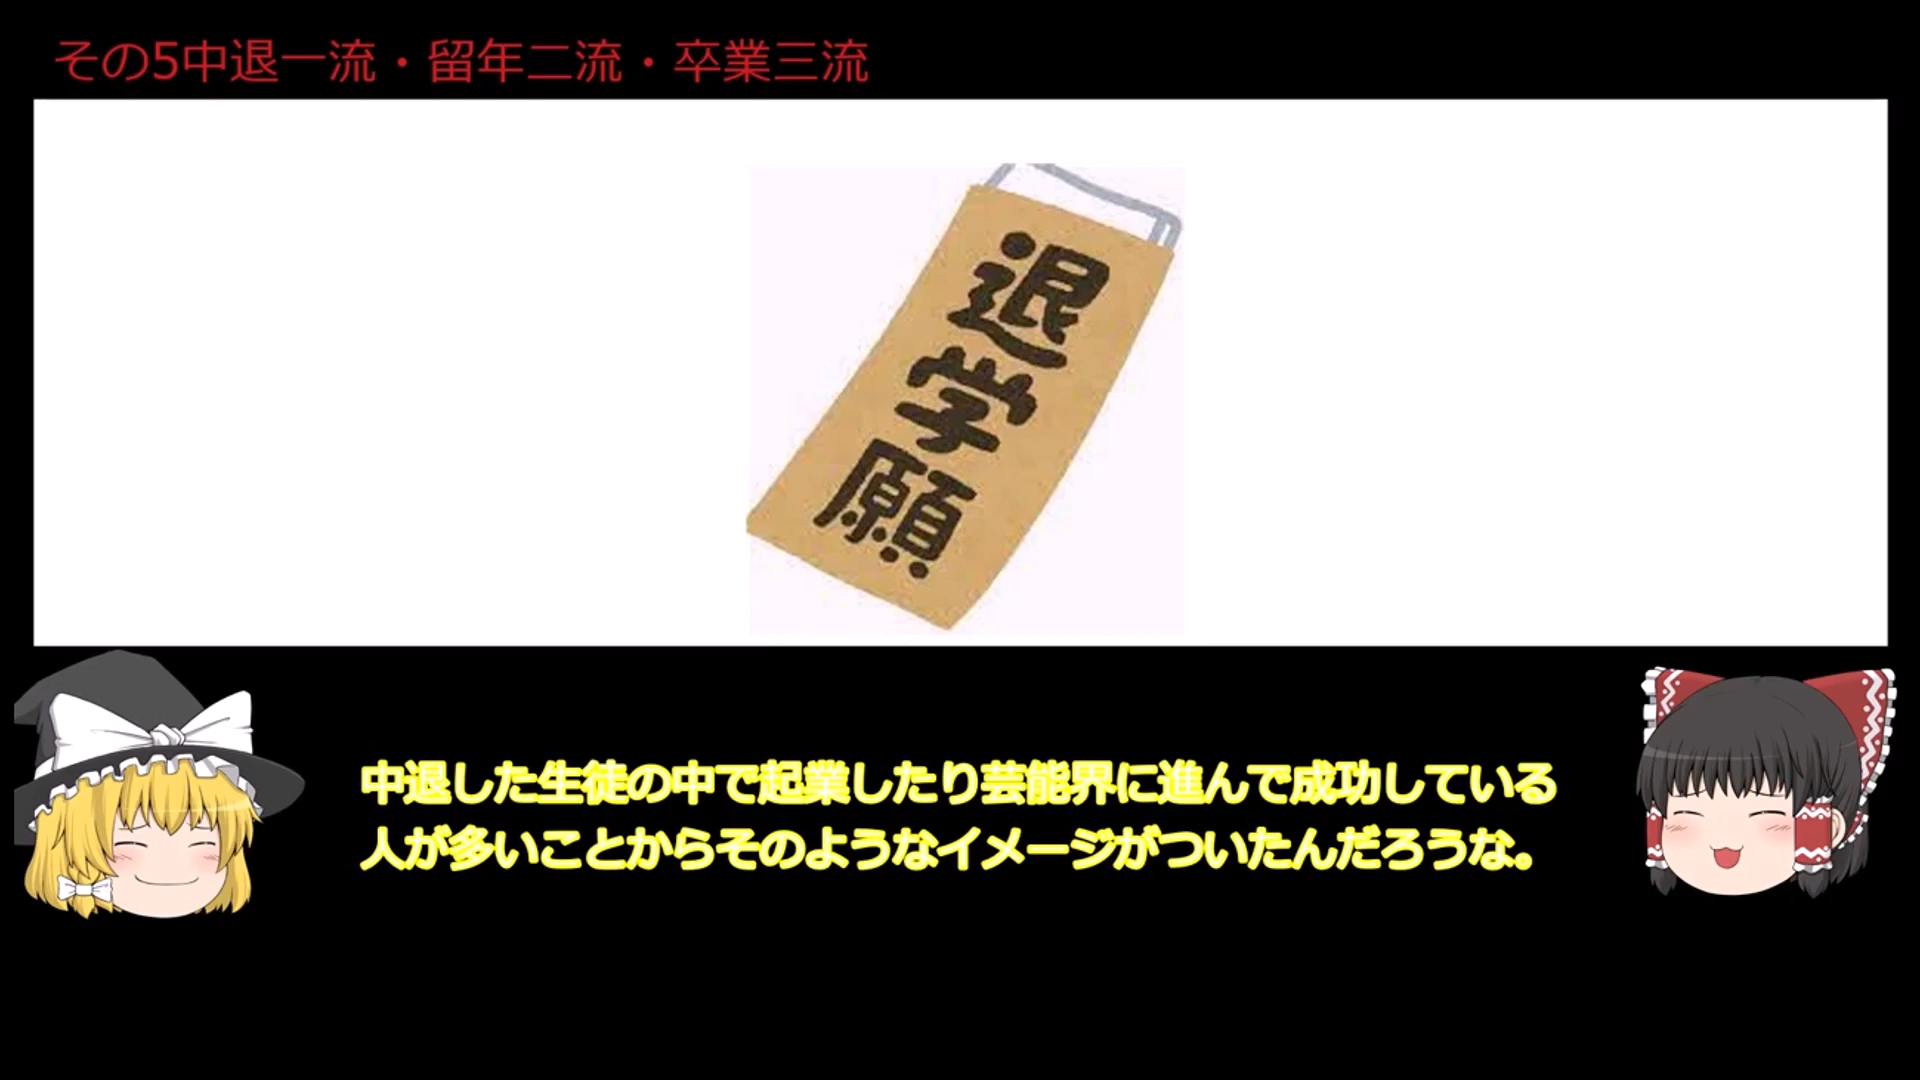 その5中退一流・留年二流・卒業三流
退学願
中退した生徒の中で起業したり芸能界に進んで成功している
人が多いことからそのようなイメージがついたんだろうな。